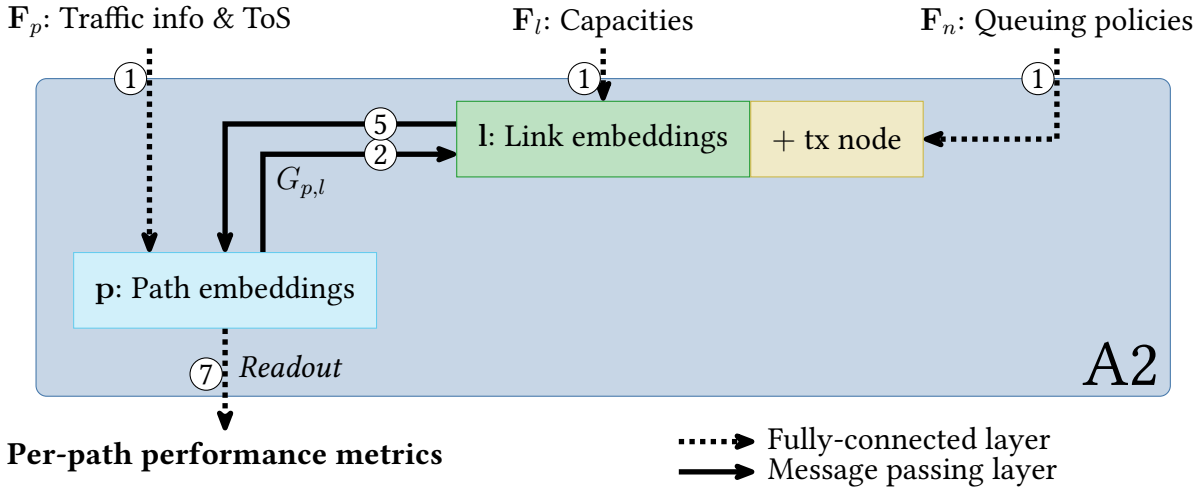 F_p: Traffic info & ToS
F_l: Capacities
F_n: Queuing policies
1
1
1
5
l: Link embeddings
+ tx node
2
G_{p,l}
p: Path embeddings
7
Readout
A2
Per-path performance metrics
Fully-connected layer
Message passing layer